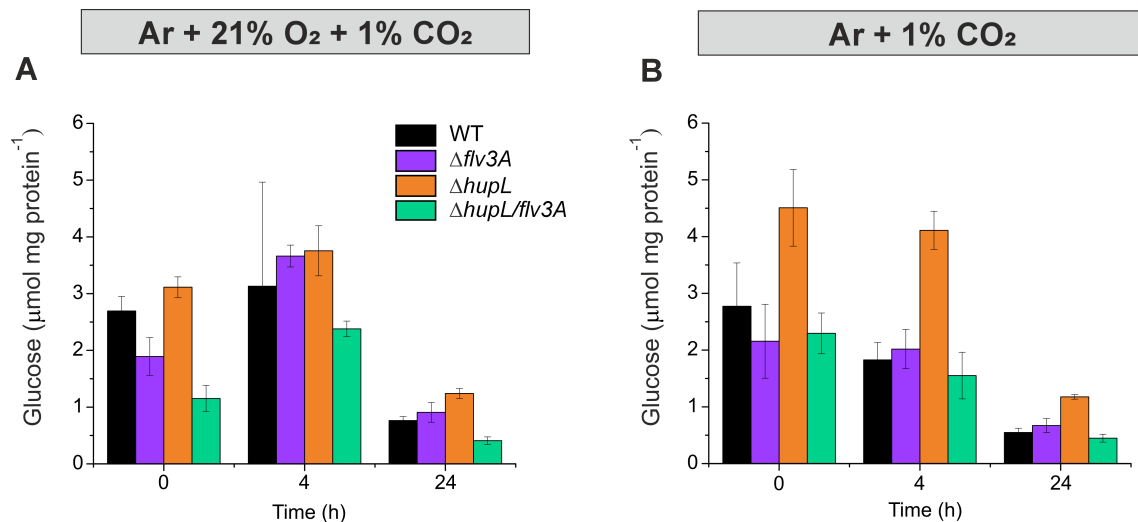 Ar + 21% O₂ + 1% CO₂
A
Glucose (μmol mg protein⁻¹)
6
5
4
3
2
1
0
WT
Δflv3A
ΔhupL
ΔhupL/flv3A
0
4
24
Time (h)
Ar + 1% CO₂
B
Glucose (μmol mg protein⁻¹)
6
5
4
3
2
1
0
0
4
24
Time (h)